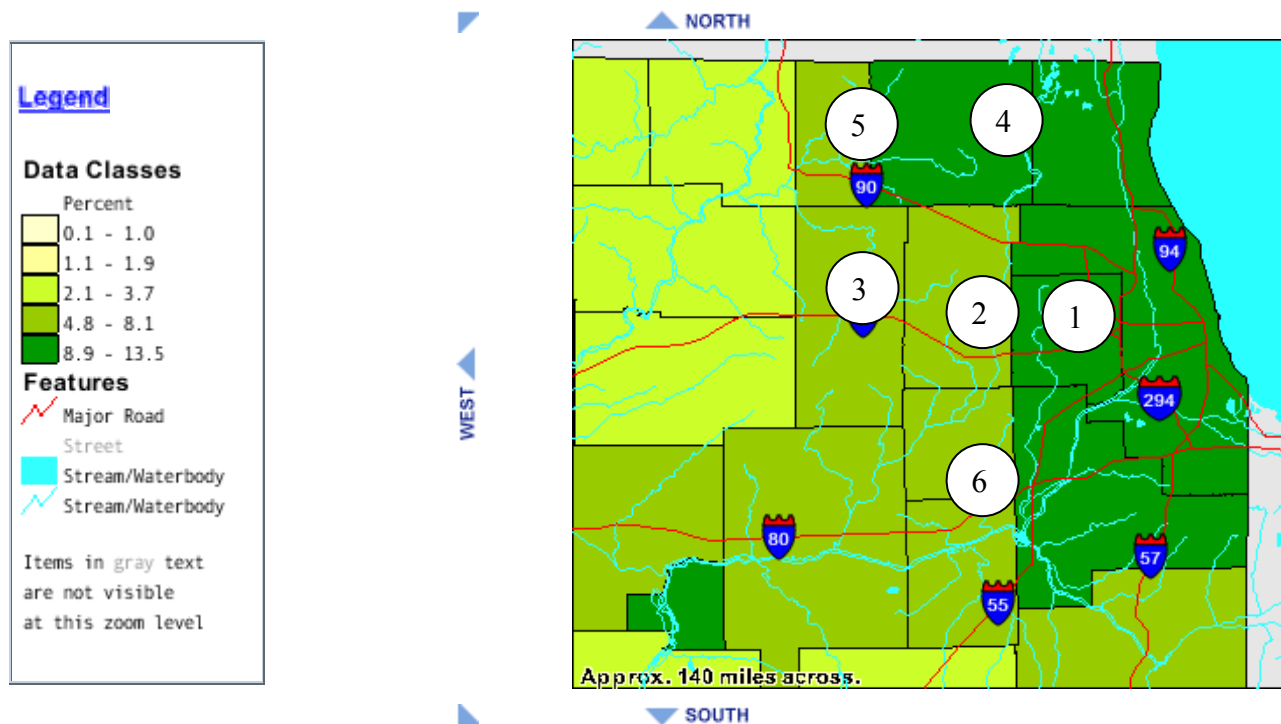 Legend
Data Classes
Percent
0.1 - 1.0
1.1 - 1.9
2.1 - 3.7
4.8 - 8.1
8.9 - 13.5
Features
Major Road
Street
Stream/Waterbody
Stream/Waterbody
Items in gray text
are not visible
at this zoom level
NORTH
WEST
5
4
90
94
3
2
1
294
6
80
57
55
Approx. 140 miles across.
SOUTH